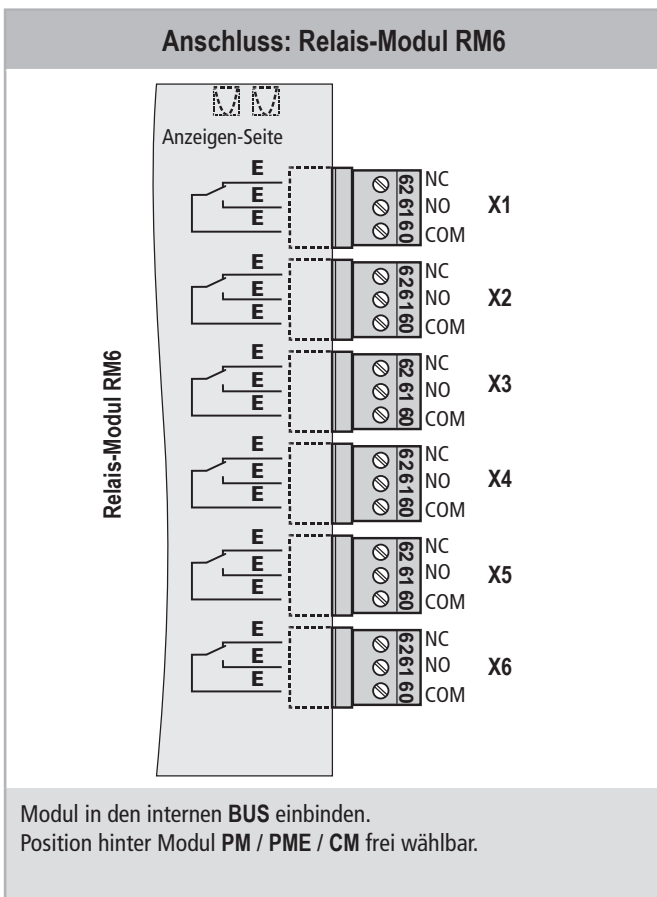 Anschluss: Relais-Modul RM6
Anzeigen-Seite
Relais-Modul RM6
E
E
E
62 NC
61 NO
60 COM
X1
E
E
E
62 NC
61 NO
60 COM
X2
E
E
E
62 NC
61 NO
60 COM
X3
E
E
E
62 NC
61 NO
60 COM
X4
E
E
E
62 NC
61 NO
60 COM
X5
E
E
E
62 NC
61 NO
60 COM
X6
Modul in den internen BUS einbinden.
Position hinter Modul PM / PME / CM frei wählbar.